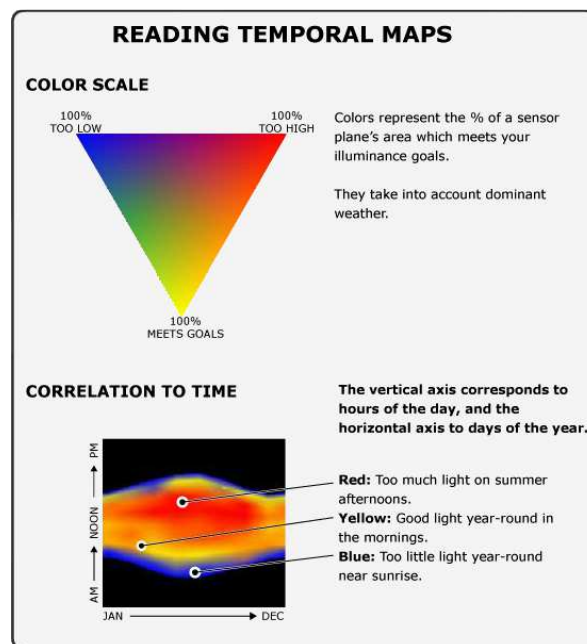 READING TEMPORAL MAPS
COLOR SCALE
100%
TOO LOW
100%
TOO HIGH
Colors represent the % of a sensor
plane's area which meets your
illuminance goals.
They take into account dominant
weather.
100%
MEETS GOALS
CORRELATION TO TIME
The vertical axis corresponds to
hours of the day, and the
horizontal axis to days of the year.
PM
NOON
AM
JAN
DEC
Red: Too much light on summer
afternoons.
Yellow: Good light year-round in
the mornings.
Blue: Too little light year-round
near sunrise.